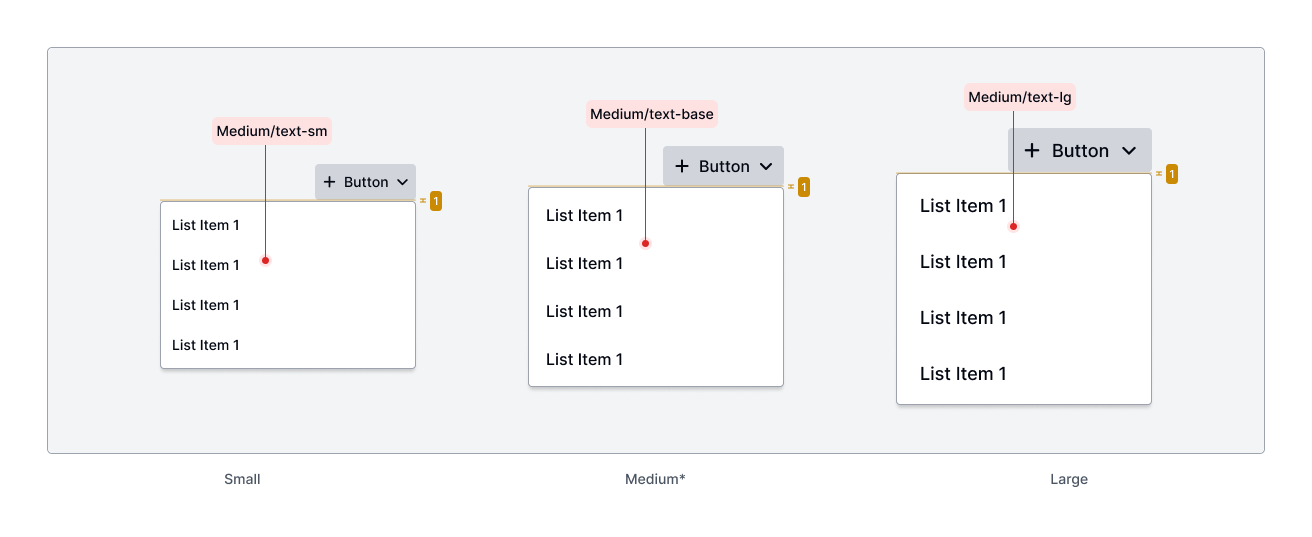 Medium/text-sm
Button
1
List Item 1
List Item 1
List Item 1
List Item 1
Small
Medium/text-base
Button
1
List Item 1
List Item 1
List Item 1
List Item 1
Medium*
Medium/text-lg
Button
1
List Item 1
List Item 1
List Item 1
List Item 1
Large